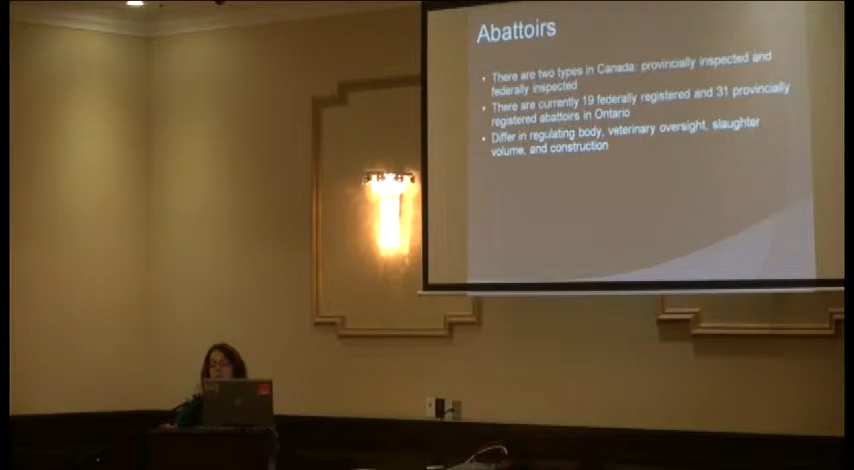 Abattoirs
• There are two types in Canada: provincially inspected and
federally inspected
• There are currently 19 federally registered and 31 provincially
registered abattoirs in Ontario
• Differ in regulating body, veterinary oversight, slaughter
volume, and construction